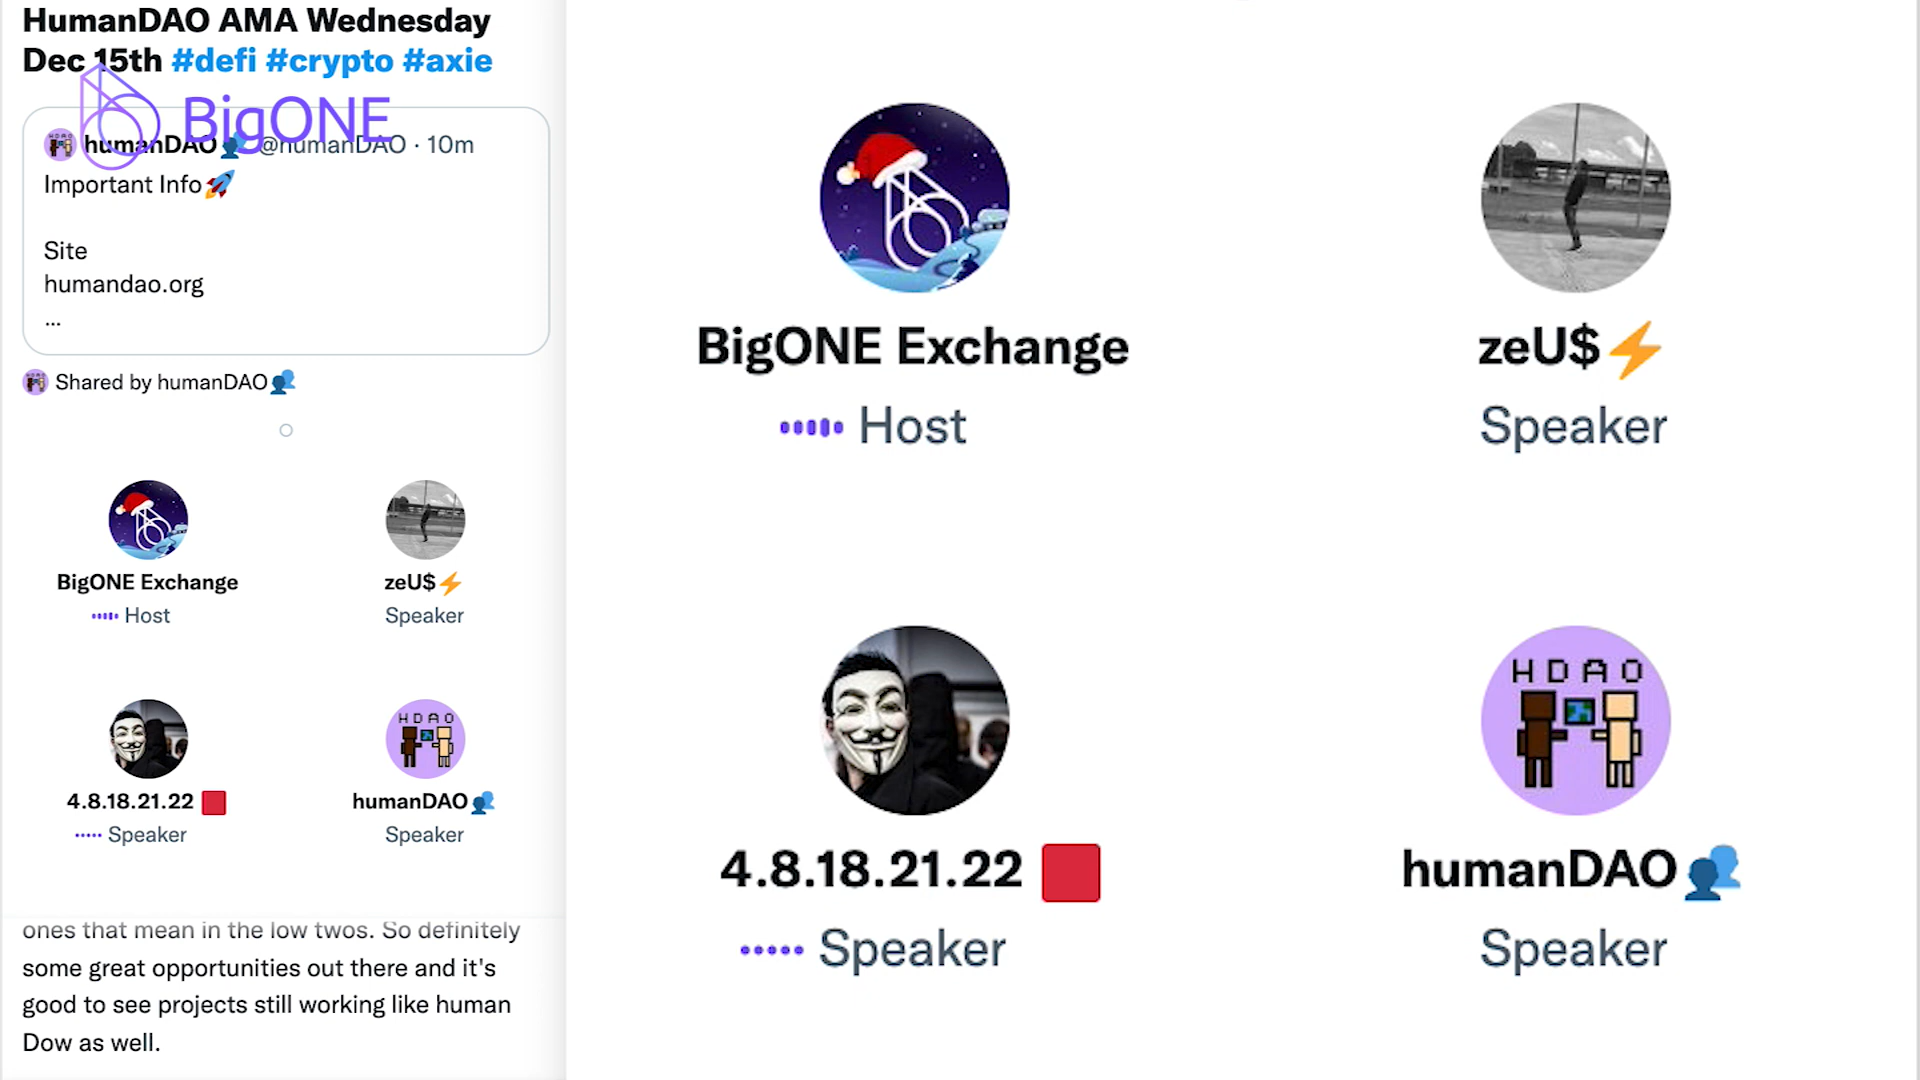 HumanDAO AMA Wednesday
Dec 15th #defi #crypto #axie
BigONE
humanDAO @humanDAO · 10m
Important Info
Site
humandao.org
...
Shared by humanDAO
BigONE Exchange
Host
zeU$
Speaker
4.8.18.21.22
Speaker
HDAO
humanDAO
Speaker
ones that mean in the low twos. So definitely
some great opportunities out there and it's
good to see projects still working like human
Dow as well.
BigONE Exchange
Host
zeU$
Speaker
4.8.18.21.22
Speaker
HDAO
humanDAO
Speaker